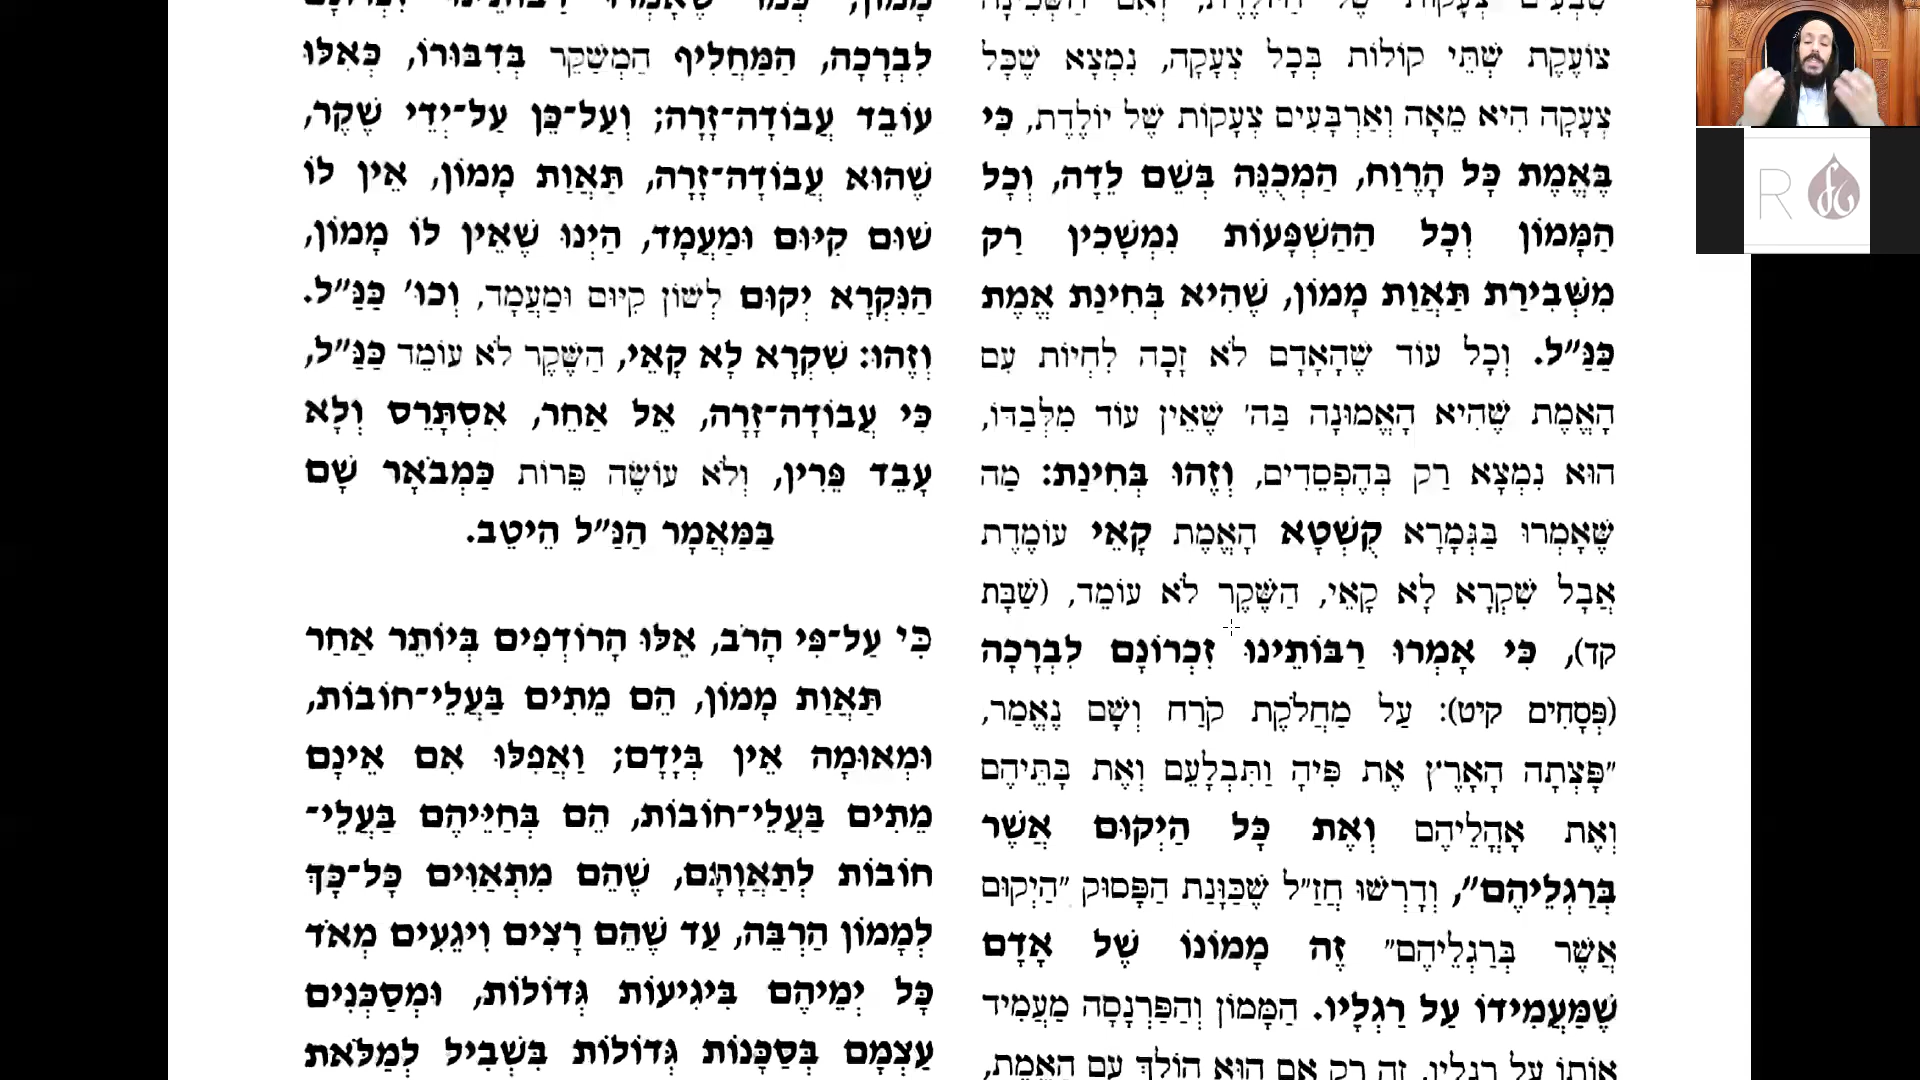 צוֹעֶקֶת שְׁתֵּי קוֹלוֹת בְּכָל צְעָקָה, נִמְצָא שֶׁכָּל
צְעָקָה הִיא מֵאָה וְאַרְבָּעִים צְעָקוֹת שֶׁל יוֹלֶדֶת, כִּי
בֶּאֱמֶת כָּל הָרֶוַח, הַמְכֻנֶּה בְּשֵׁם לֵדָה, וְכָל
הַמָּמוֹן וְכָל הַהַשְׁפָּעוֹת נִמְשָׁכִין רַק
מִשְּׁבִירַת תַּאֲוַת מָמוֹן, שֶׁהִיא בְּחִינַת אֱמֶת
כַּנַּ״ל. וְכָל עוֹד שֶׁהָאָדָם לֹא זָכָה לִחְיוֹת עִם
הָאֱמֶת שֶׁהִיא הָאֱמוּנָה בַּה׳ שֶׁאֵין עוֹד מִלְּבַדּוֹ,
הוּא נִמְצָא רַק בְּהֶפְסֵדִים, וְזֶהוּ בְּחִינַת: מַה
שֶּׁאָמְרוּ בַּגְּמָרָא קֻשְׁטָא הָאֱמֶת קָאֵי עוֹמֶדֶת
אֲבָל שִׁקְרָא לָא קָאֵי, הַשֶּׁקֶר לֹא עוֹמֵד, (שַׁבָּת
קד), כִּי אָמְרוּ רַבּוֹתֵינוּ זִכְרוֹנָם לִבְרָכָה
(פְּסָחִים קיט): עַל מַחֲלֹקֶת קֹרַח וְשָׁם נֶאֱמַר,
״פָּצְתָה הָאָרֶץ אֶת פִּיהָ וַתִּבְלָעֵם וְאֶת בָּתֵּיהֶם
וְאֶת אָהֳלֵיהֶם וְאֶת כָּל הַיְקוּם אֲשֶׁר
בְּרַגְלֵיהֶם״, וְדָרְשׁוּ חֲזַ״ל שֶׁכַּוָּנַת הַפָּסוּק ״הַיְקוּם
אֲשֶׁר בְּרַגְלֵיהֶם״ זֶה מָמוֹנוֹ שֶׁל אָדָם
שֶׁמַּעֲמִידוֹ עַל רַגְלָיו. הַמָּמוֹן וְהַפַּרְנָסָה מַעֲמִיד
אוֹתוֹ עַל רַגְלָיו, זֶה רַק אִם הוּא הוֹלֵךְ עִם הָאֱמֶת,
לִבְרָכָה, הַמַּחֲלִיף הַמְשַׁקֵּר בְּדִבּוּרוֹ, כְּאִלּוּ
עוֹבֵד עֲבוֹדָה־זָרָה; וְעַל־כֵּן עַל־יְדֵי שֶׁקֶר,
שֶׁהוּא עֲבוֹדָה־זָרָה, תַּאֲוַת מָמוֹן, אֵין לוֹ
שׁוּם קִיּוּם וּמַעֲמָד, הַיְנוּ שֶׁאֵין לוֹ מָמוֹן,
הַנִּקְרָא יְקוּם לְשׁוֹן קִיּוּם וּמַעֲמָד, וְכוּ׳ כַּנַּ״ל.
וְזֶהוּ: שִׁקְרָא לָא קָאֵי, הַשֶּׁקֶר לֹא עוֹמֵד כַּנַּ״ל,
כִּי עֲבוֹדָה־זָרָה, אֵל אַחֵר, אִסְתָּרֵס וְלָא
עָבֵד פֵּרִין, וְלֹא עוֹשֶׂה פֵּרוֹת כַּמְבֹאָר שָׁם
בַּמַּאֲמָר הַנַּ״ל הֵיטֵב.
כִּי עַל־פִּי הָרֹב, אֵלּוּ הָרוֹדְפִים בְּיוֹתֵר אַחַר
תַּאֲוַת מָמוֹן, הֵם מֵתִים בַּעֲלֵי־חוֹבוֹת,
וּמְאוּמָה אֵין בְּיָדָם; וַאֲפִלּוּ אִם אֵינָם
מֵתִים בַּעֲלֵי־חוֹבוֹת, הֵם בְּחַיֵּיהֶם בַּעֲלֵי־
חוֹבוֹת לְתַאֲוָתָם, שֶׁהֵם מִתְאַוִּים כָּל־כָּךְ
לְמָמוֹן הַרְבֵּה, עַד שֶׁהֵם רָצִים וִיגֵעִים מְאֹד
כָּל יְמֵיהֶם בִּיגִיעוֹת גְּדוֹלוֹת, וּמְסַכְּנִים
עַצְמָם בְּסַכָּנוֹת גְּדוֹלוֹת בִּשְׁבִיל לְמַלֹּאת
R